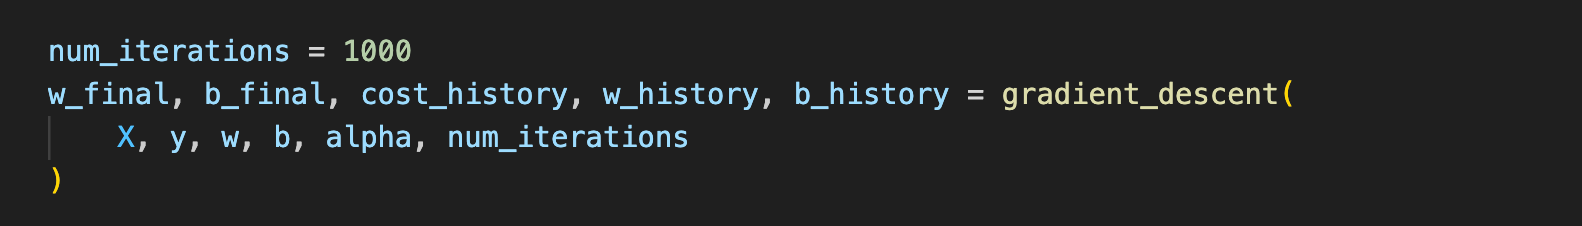 num_iterations = 1000
w_final, b_final, cost_history, w_history, b_history = gradient_descent(
    X, y, w, b, alpha, num_iterations
)